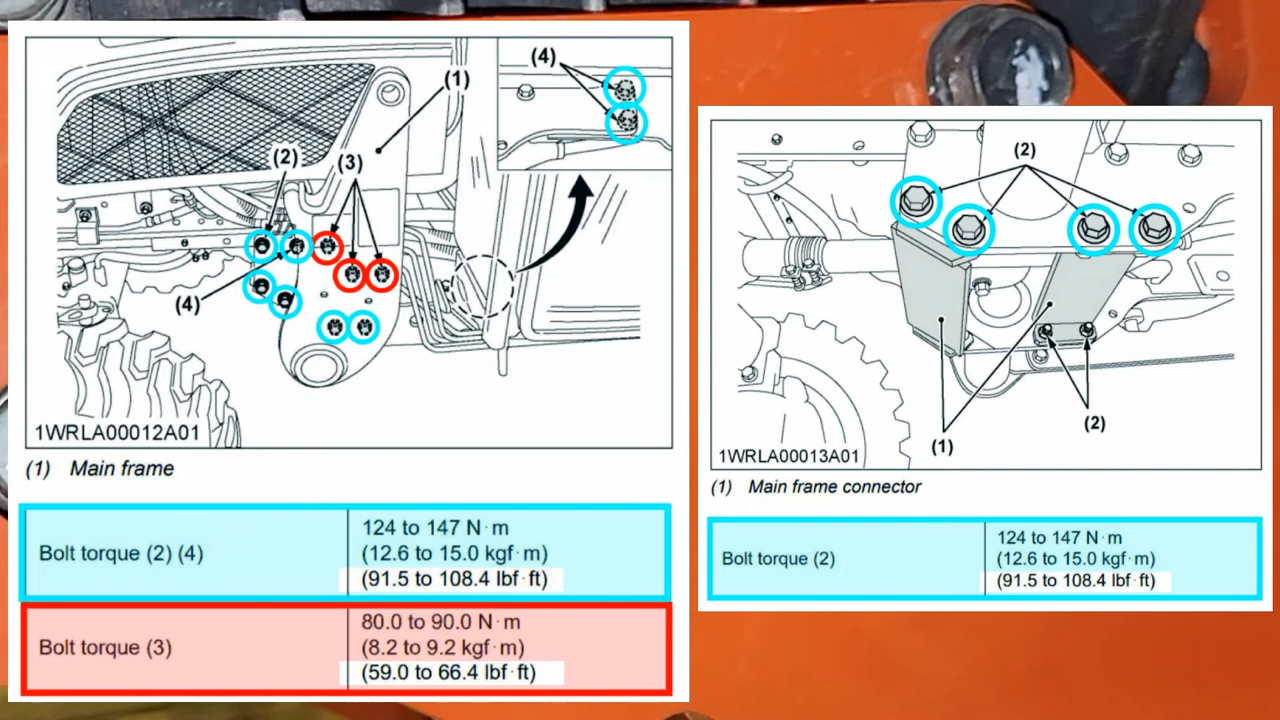 (4)
(1)
(2)
(3)
(4)
1WRLA00012A01
(1) Main frame
Bolt torque (2) (4)
124 to 147 N·m
(12.6 to 15.0 kgf·m)
(91.5 to 108.4 lbf·ft)
Bolt torque (3)
80.0 to 90.0 N·m
(8.2 to 9.2 kgf·m)
(59.0 to 66.4 lbf·ft)
(2)
(2)
(1)
1WRLA00013A01
(1) Main frame connector
Bolt torque (2)
124 to 147 N·m
(12.6 to 15.0 kgf·m)
(91.5 to 108.4 lbf·ft)